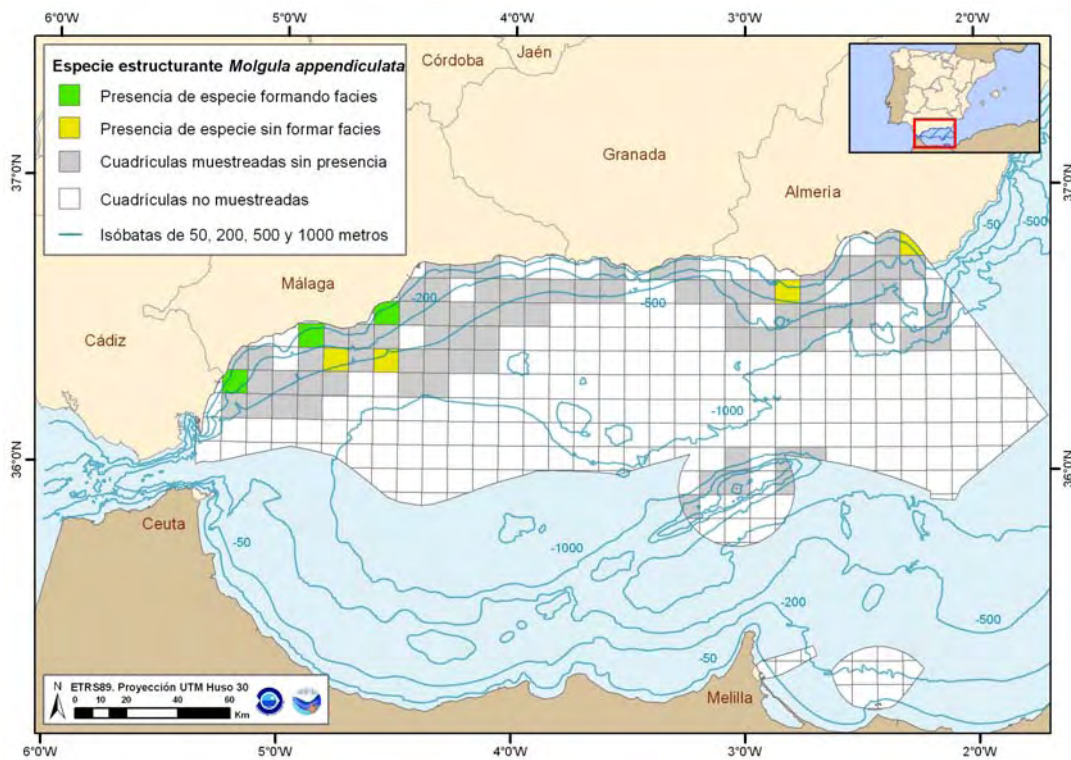 6°0'W 5°0'W 4°0'W 3°0'W 2°0'W
Especie estructurante Molgula appendiculata
Presencia de especie formando facies
Presencia de especie sin formar facies
Cuadrículas muestreadas sin presencia
Cuadrículas no muestreadas
Isóbatas de 50, 200, 500 y 1000 metros
Jaén
Córdoba
Granada
Almeria
Málaga
Cádiz
37°0'N
37°0'N
-50
-500
-200
-500
-1000
36°0'N
36°0'N
Ceuta
-50
-1000
-200
-500
-50
Melilla
N
ETRS89. Proyección UTM Huso 30
0 10 20 40 60
Km
6°0'W 5°0'W 4°0'W 3°0'W 2°0'W